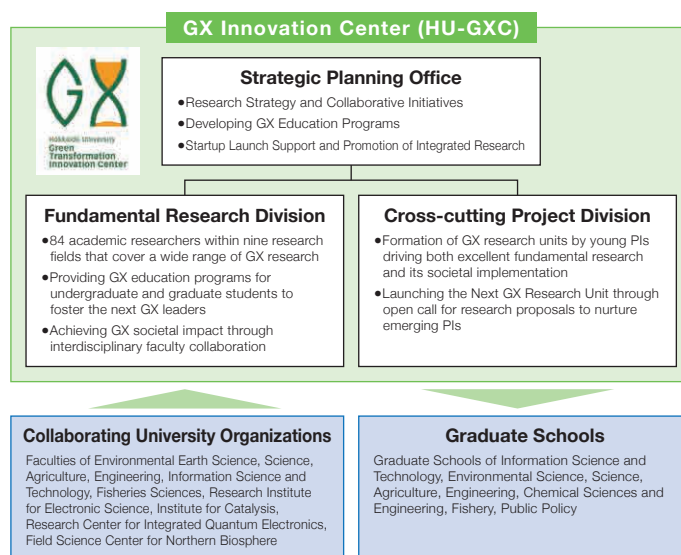 GX Innovation Center (HU-GXC)
GX
Hokkaido University
Green
Transformation
Innovation Center
Strategic Planning Office
●Research Strategy and Collaborative Initiatives
●Developing GX Education Programs
●Startup Launch Support and Promotion of Integrated Research
Fundamental Research Division
●84 academic researchers within nine research
fields that cover a wide range of GX research
●Providing GX education programs for
undergraduate and graduate students to
foster the next GX leaders
●Achieving GX societal impact through
interdisciplinary faculty collaboration
Cross-cutting Project Division
●Formation of GX research units by young PIs
driving both excellent fundamental research
and its societal implementation
●Launching the Next GX Research Unit through
open call for research proposals to nurture
emerging PIs
Collaborating University Organizations
Faculties of Environmental Earth Science, Science,
Agriculture, Engineering, Information Science and
Technology, Fisheries Sciences, Research Institute
for Electronic Science, Institute for Catalysis,
Research Center for Integrated Quantum Electronics,
Field Science Center for Northern Biosphere
Graduate Schools
Graduate Schools of Information Science and
Technology, Environmental Science, Science,
Agriculture, Engineering, Chemical Sciences and
Engineering, Fishery, Public Policy